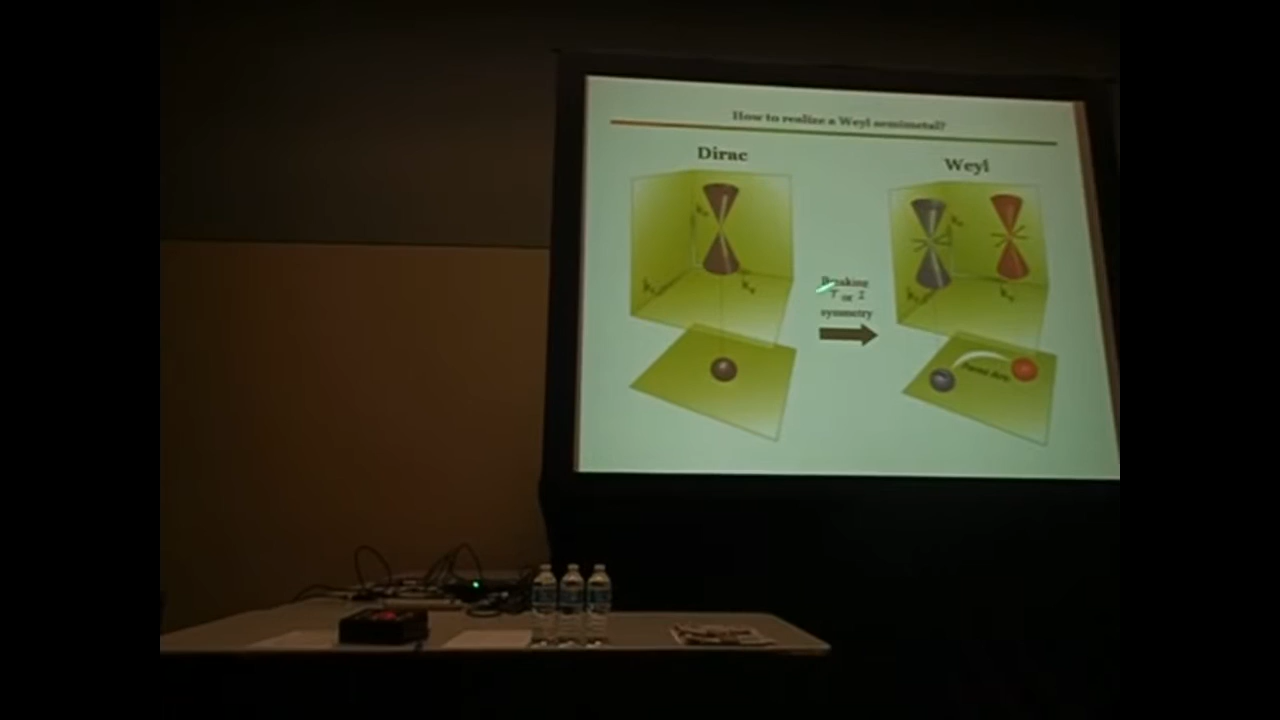 How to realize a Weyl semimetal?
Dirac
Weyl
Breaking
T or I
symmetry